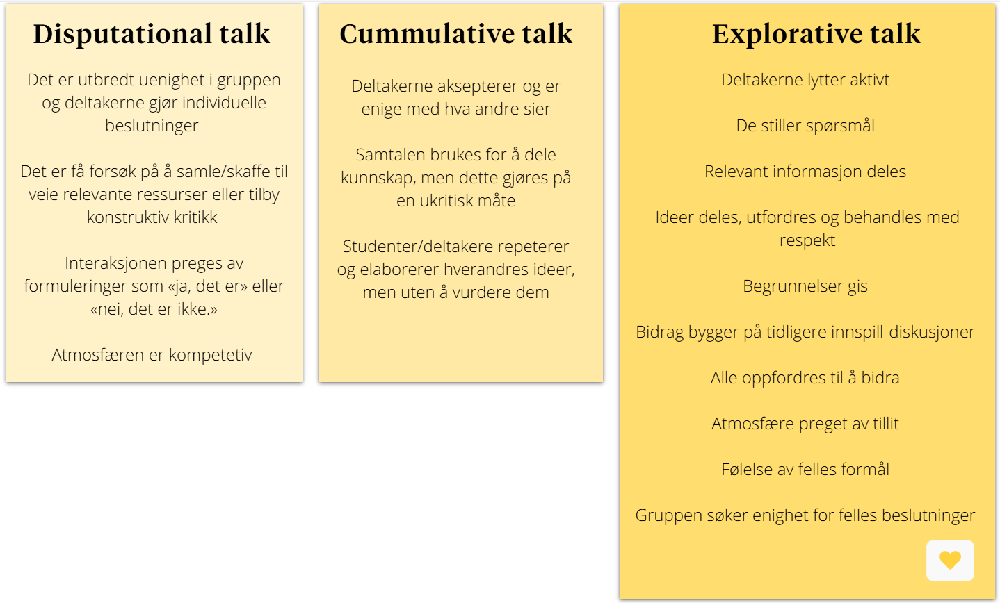 Disputational talk
Det er utbredt uenighet i gruppen
og deltakerne gjør individuelle
beslutninger
Det er få forsøk på å samle/skaffe til
veie relevante ressurser eller tilby
konstruktiv kritikk
Interaksjonen preges av
formuleringer som «ja, det er» eller
«nei, det er ikke.»
Atmosfæren er kompetetiv
Cummulative talk
Deltakerne aksepterer og er
enige med hva andre sier
Samtalen brukes for å dele
kunnskap, men dette gjøres på
en ukritisk måte
Studenter/deltakere repeterer
og elaborerer hverandres ideer,
men uten å vurdere dem
Explorative talk
Deltakerne lytter aktivt
De stiller spørsmål
Relevant informasjon deles
Ideer deles, utfordres og behandles med
respekt
Begrunnelser gis
Bidrag bygger på tidligere innspill-diskusjoner
Alle oppfordres til å bidra
Atmosfære preget av tillit
Følelse av felles formål
Gruppen søker enighet for felles beslutninger